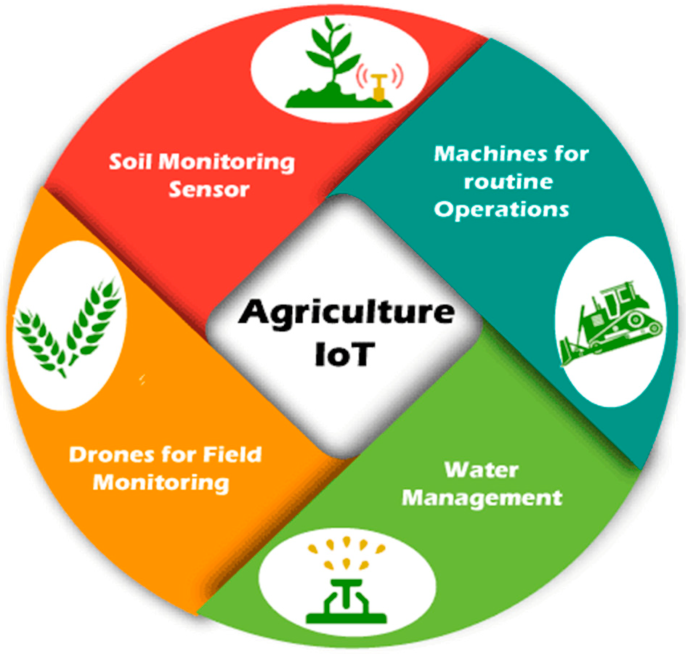 Soil Monitoring
Sensor
Machines for
routine
Operations
Agriculture
IoT
Drones for Field
Monitoring
Water
Management